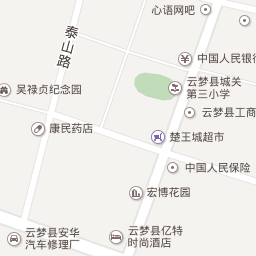 心语网吧
泰山路
中国人民银行
云梦县城关
第三小学
吴禄贞纪念园
云梦县工商
康民药店
楚王城超市
中国人民保险
宏博花园
云梦县安华
汽车修理厂
云梦县亿特
时尚酒店